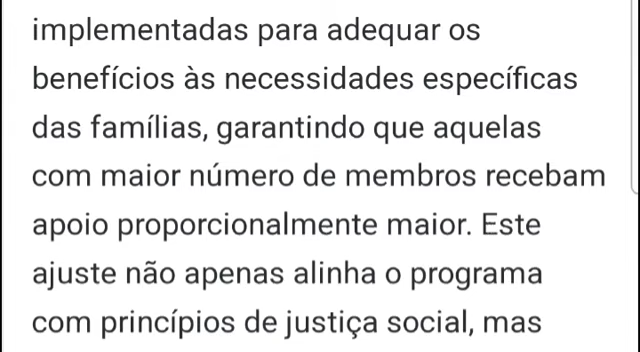 implementadas para adequar os
benefícios às necessidades específicas
das famílias, garantindo que aquelas
com maior número de membros recebam
apoio proporcionalmente maior. Este
ajuste não apenas alinha o programa
com princípios de justiça social, mas